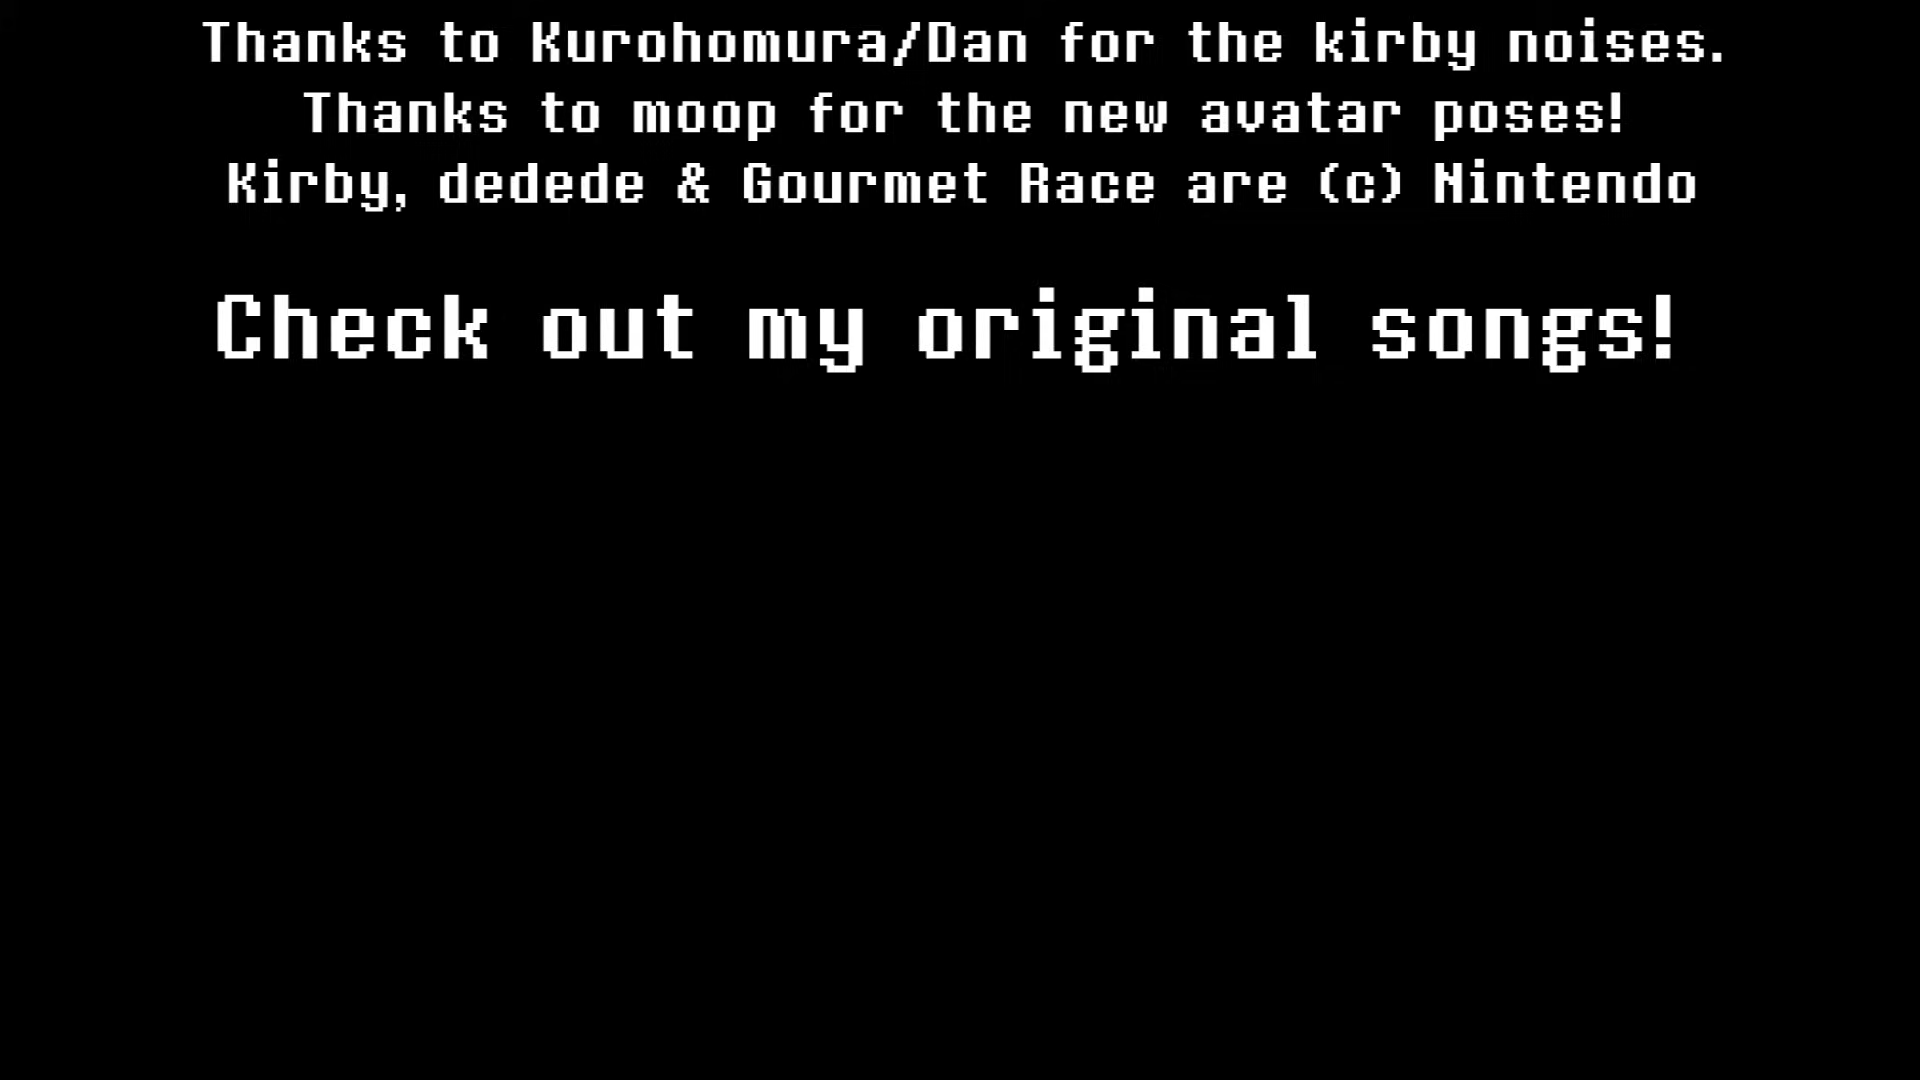 Thanks to Kurohomura/Dan for the kirby noises.
Thanks to moop for the new avatar poses!
Kirby, dedede & Gourmet Race are (c) Nintendo
Check out my original songs!